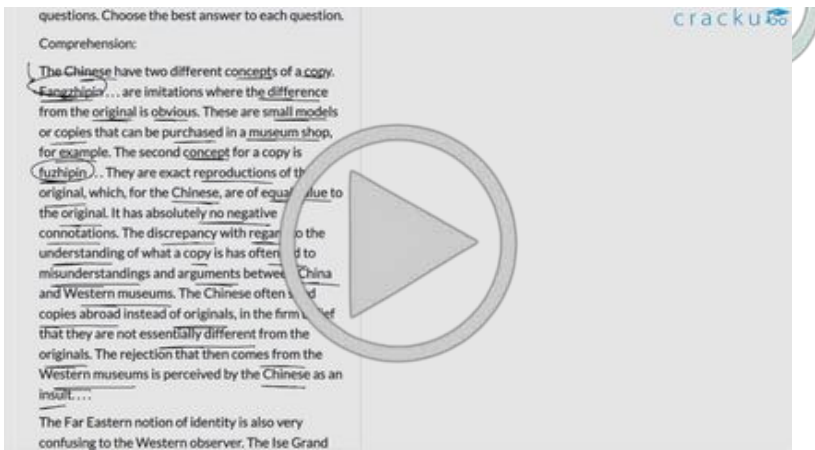 questions. Choose the best answer to each question.
cracku
Comprehension:
The Chinese have two different concepts of a copy.
Fangzhipin... are imitations where the difference
from the original is obvious. These are small models
or copies that can be purchased in a museum shop,
for example. The second concept for a copy is
fuzhipin... They are exact reproductions of
original, which, for the Chinese, are of equal to
the original. It has absolutely no negative
connotations. The discrepancy with the
understanding of what a copy is has often to
misunderstandings and arguments China
and Western museums. The Chinese often
copies abroad instead of originals, in the firm
that they are not essentially different from the
originals. The rejection that then comes from the
Western museums is perceived by the Chinese as an
insult....
The Far Eastern notion of identity is also very
confusing to the Western observer. The Ise Grand